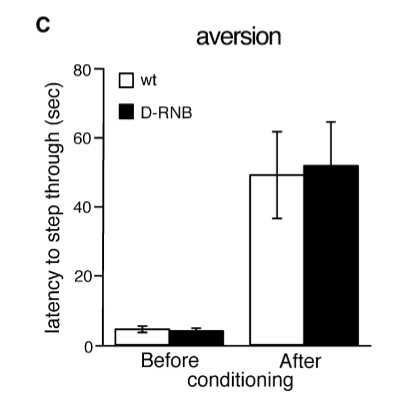 C
aversion
latency to step through (sec)
80
60
40
20
0
wt
D-RNB
Before
After
conditioning